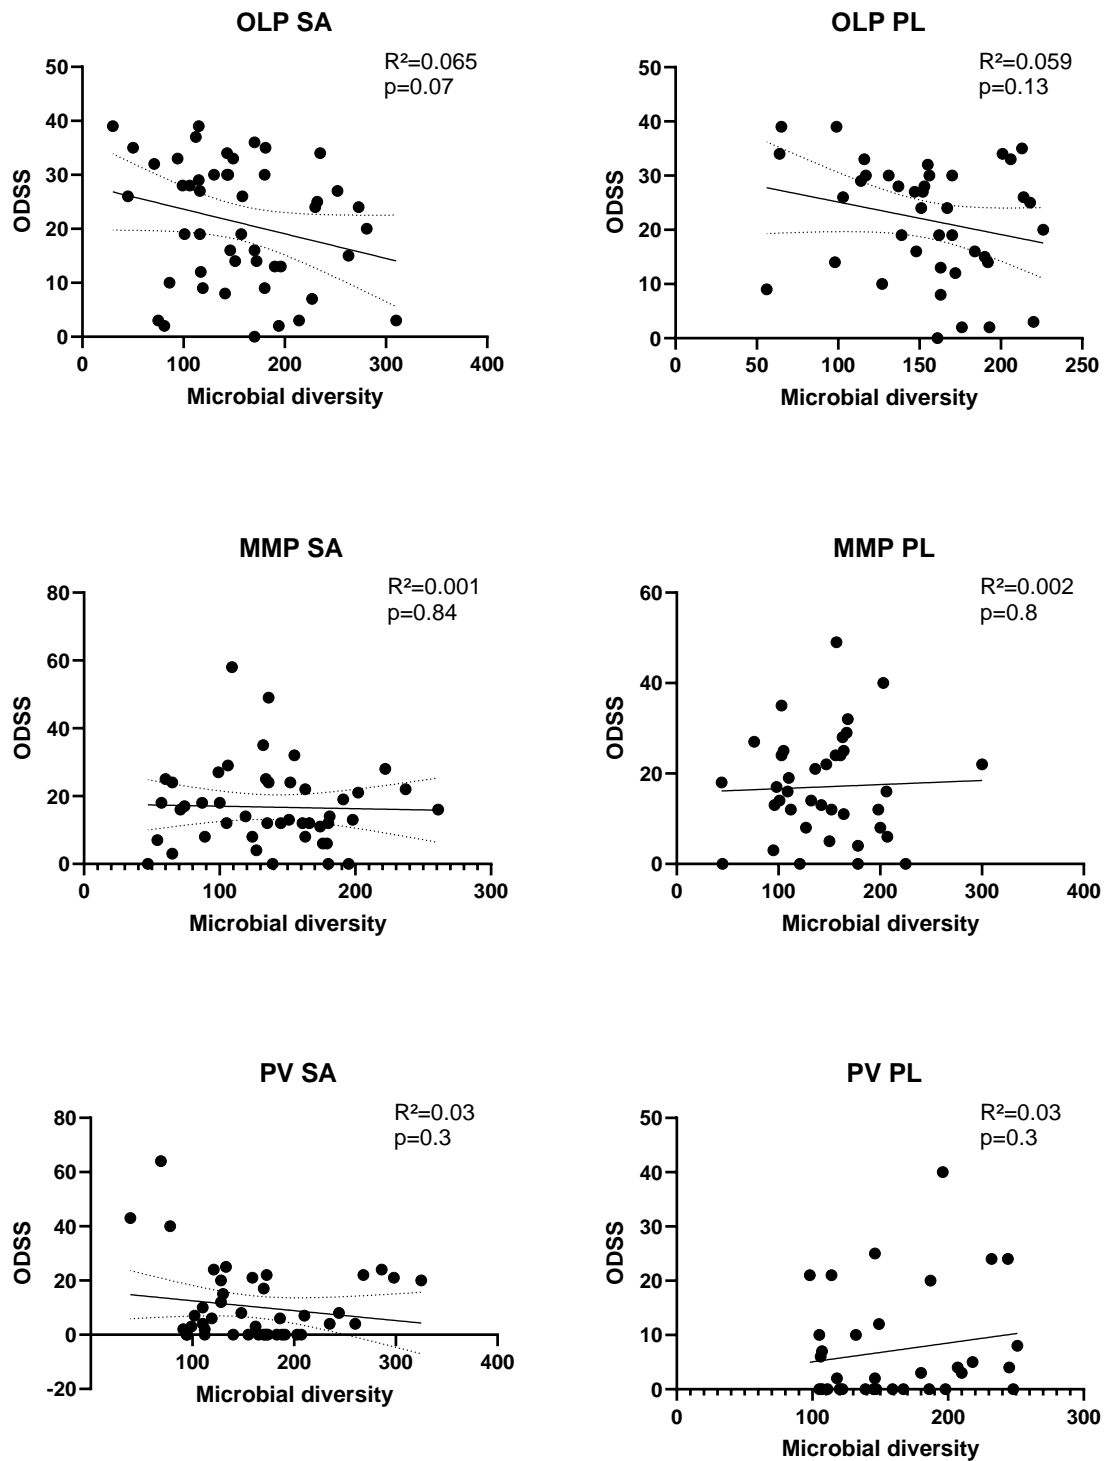 OLP SA
R²=0.065
p=0.07
50
40
30
20
10
0
ODSS
0 100 200 300 400
Microbial diversity
OLP PL
R²=0.059
p=0.13
50
40
30
20
10
0
ODSS
0 50 100 150 200 250
Microbial diversity
MMP SA
R²=0.001
p=0.84
80
60
40
20
0
ODSS
0 100 200 300
Microbial diversity
MMP PL
R²=0.002
p=0.8
60
40
20
0
ODSS
0 100 200 300 400
Microbial diversity
PV SA
R²=0.03
p=0.3
80
60
40
20
0
-20
ODSS
100 200 300 400
Microbial diversity
PV PL
R²=0.03
p=0.3
50
40
30
20
10
0
ODSS
0 100 200 300
Microbial diversity